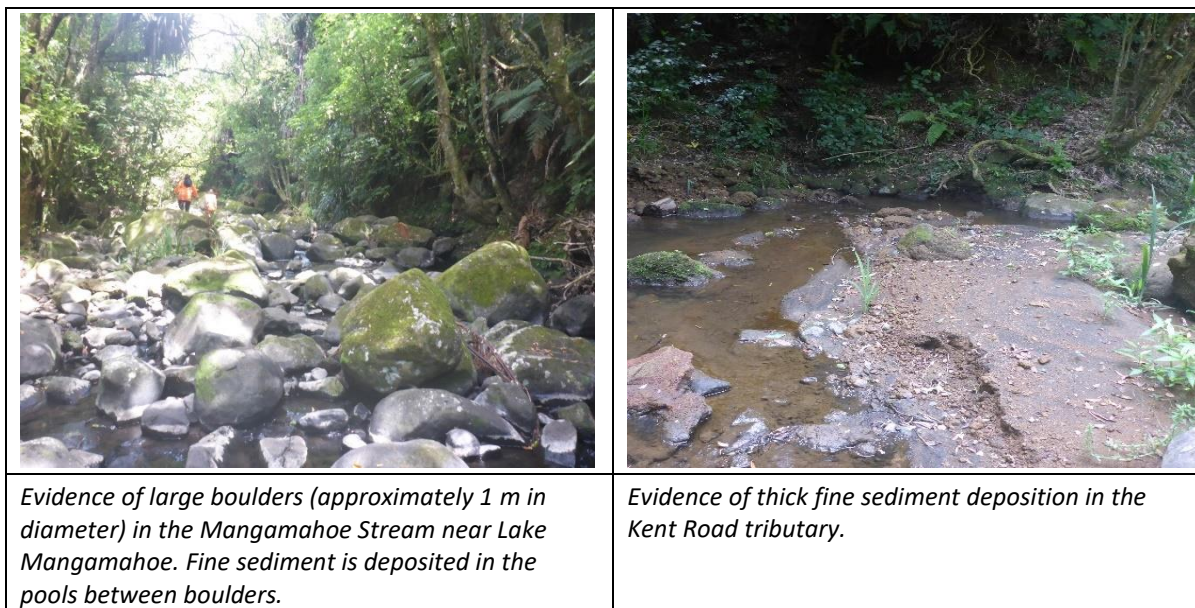 Evidence of large boulders (approximately 1 m in
diameter) in the Mangamahoe Stream near Lake
Mangamahoe. Fine sediment is deposited in the
pools between boulders.
Evidence of thick fine sediment deposition in the
Kent Road tributary.